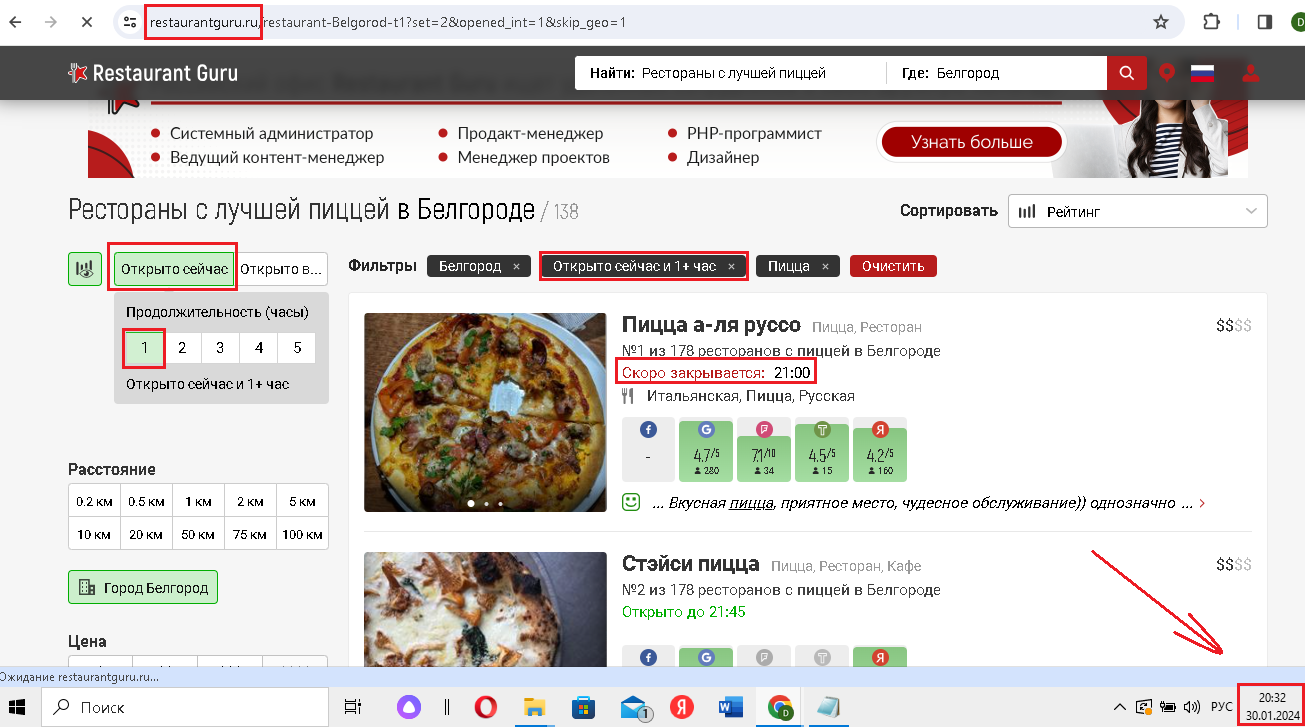 restaurantguru.ru/restaurant-Belgorod-t1?set=2&opened_int=1&skip_geo=1
D
Restaurant Guru
Найти: Рестораны с лучшей пиццей
Где: Белгород
Системный администратор
Продакт-менеджер
PHP-программист
Ведущий контент-менеджер
Менеджер проектов
Дизайнер
Узнать больше
Рестораны с лучшей пиццей в Белгороде / 138
Сортировать
Рейтинг
Открыто сейчас
Открыто в...
Продолжительность (часы)
1 2 3 4 5
Открыто сейчас и 1+ час
Фильтры
Белгород ×
Открыто сейчас и 1+ час ×
Пицца ×
Очистить
Пицца а-ля руссо Пицца, Ресторан
$$$$
№1 из 178 ресторанов с пиццей в Белгороде
Скоро закрывается: 21:00
Итальянская, Пицца, Русская
- 4.7/5 7.1/10 4.5/5 4.2/5
280 34 15 160
... Вкусная пицца, приятное место, чудесное обслуживание)) однозначно ...
Расстояние
0.2 км 0.5 км 1 км 2 км 5 км
10 км 20 км 50 км 75 км 100 км
Город Белгород
Цена
Стэйси пицца Пицца, Ресторан, Кафе
$$$$
№2 из 178 ресторанов с пиццей в Белгороде
Открыто до 21:45
Ожидание restaurantguru.ru...
Поиск
1
D
РУС
20:32
30.01.2024